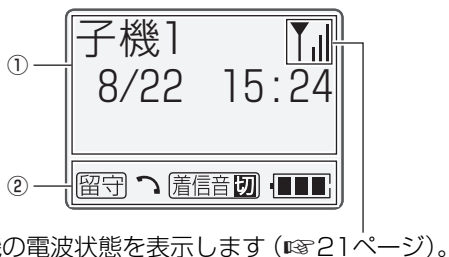 子機1
①
8/22 15:24
②
留守 着信音切
の電波状態を表示します(☞21ページ)。